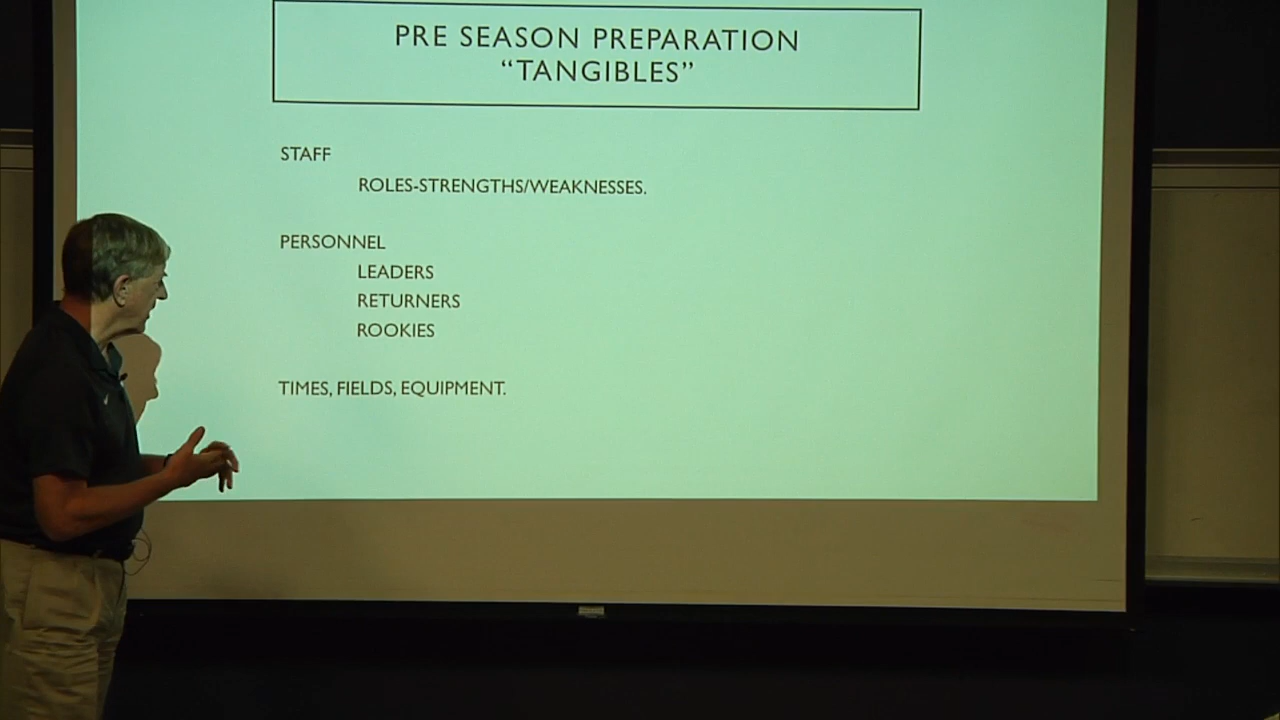 PRE SEASON PREPARATION
“TANGIBLES”
STAFF
ROLES-STRENGTHS/WEAKNESSES.
PERSONNEL
LEADERS
RETURNERS
ROOKIES
TIMES, FIELDS, EQUIPMENT.